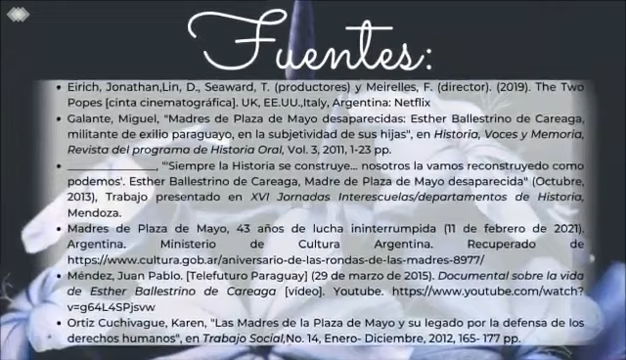 Fuentes:
• Eirich, Jonathan,Lin, D., Seaward, T. (productores) y Meirelles, F. (director). (2019). The Two
Popes [cinta cinematográfica]. UK, EE.UU.,Italy, Argentina: Netflix
• Galante, Miguel, "Madres de Plaza de Mayo desaparecidas: Esther Ballestrino de Careaga,
militante de exilio paraguayo, en la subjetividad de sus hijas", en Historia, Voces y Memoria,
Revista del programa de Historia Oral, Vol. 3, 2011, 1-23 pp.
• ______________, "'Siempre la Historia se construye... nosotros la vamos reconstruyedo como
podemos'. Esther Ballestrino de Careaga, Madre de Plaza de Mayo desaparecida" (Octubre,
2013), Trabajo presentado en XVI Jornadas Interescuelas/departamentos de Historia,
Mendoza.
• Madres de Plaza de Mayo, 43 años de lucha ininterrumpida (11 de febrero de 2021).
Argentina. Ministerio de Cultura Argentina. Recuperado de
https://www.cultura.gob.ar/aniversario-de-las-rondas-de-las-madres-8977/
• Méndez, Juan Pablo. [Telefuturo Paraguay] (29 de marzo de 2015). Documental sobre la vida
de Esther Ballestrino de Careaga [vídeo]. Youtube. https://www.youtube.com/watch?
v=g64L4SPjsvw
• Ortiz Cuchivague, Karen, "Las Madres de la Plaza de Mayo y su legado por la defensa de los
derechos humanos", en Trabajo Social,No. 14, Enero- Diciembre, 2012, 165- 177 pp.